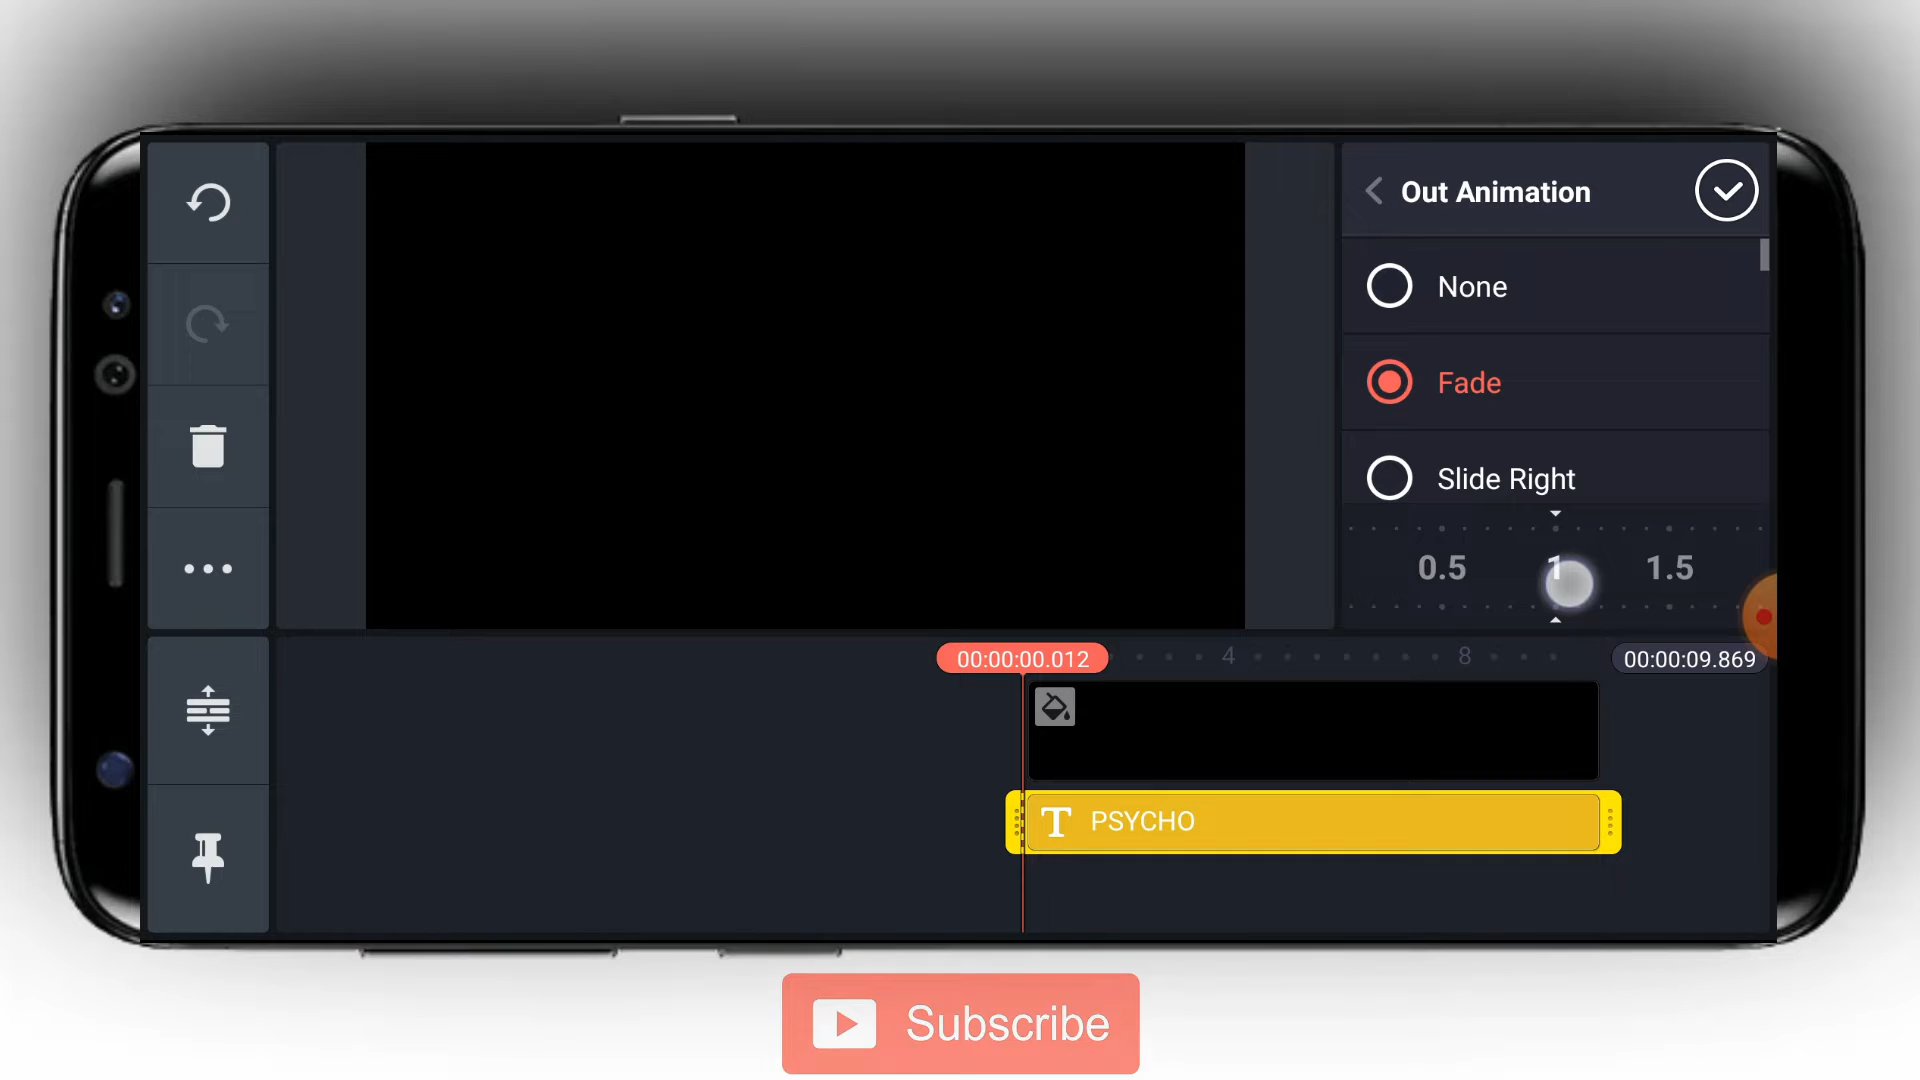 Out Animation
None
Fade
Slide Right
0.5 1 1.5
00:00:00.012 4 8 00:00:09.869
T PSYCHO
Subscribe